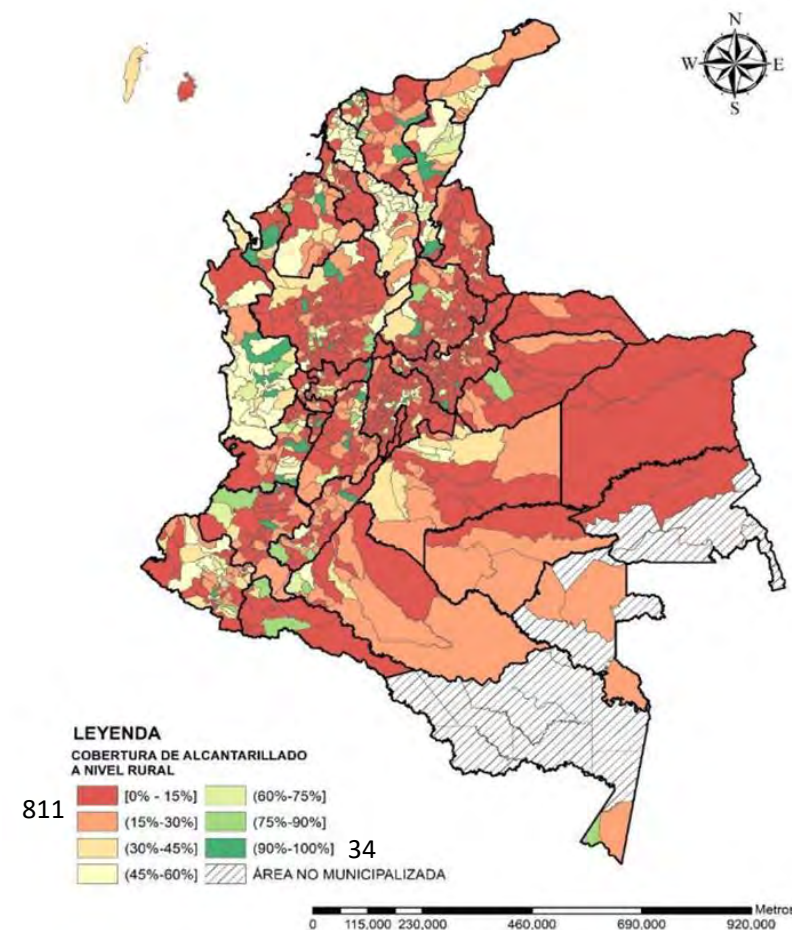 N
W E
S
LEYENDA
COBERTURA DE ALCANTARILLADO
A NIVEL RURAL
811
[0% - 15%] (60%-75%]
(15%-30%] (75%-90%]
(30%-45%] (90%-100%] 34
(45%-60%] ÁREA NO MUNICIPALIZADA
Metros
0 115,000 230,000 460,000 690,000 920,000